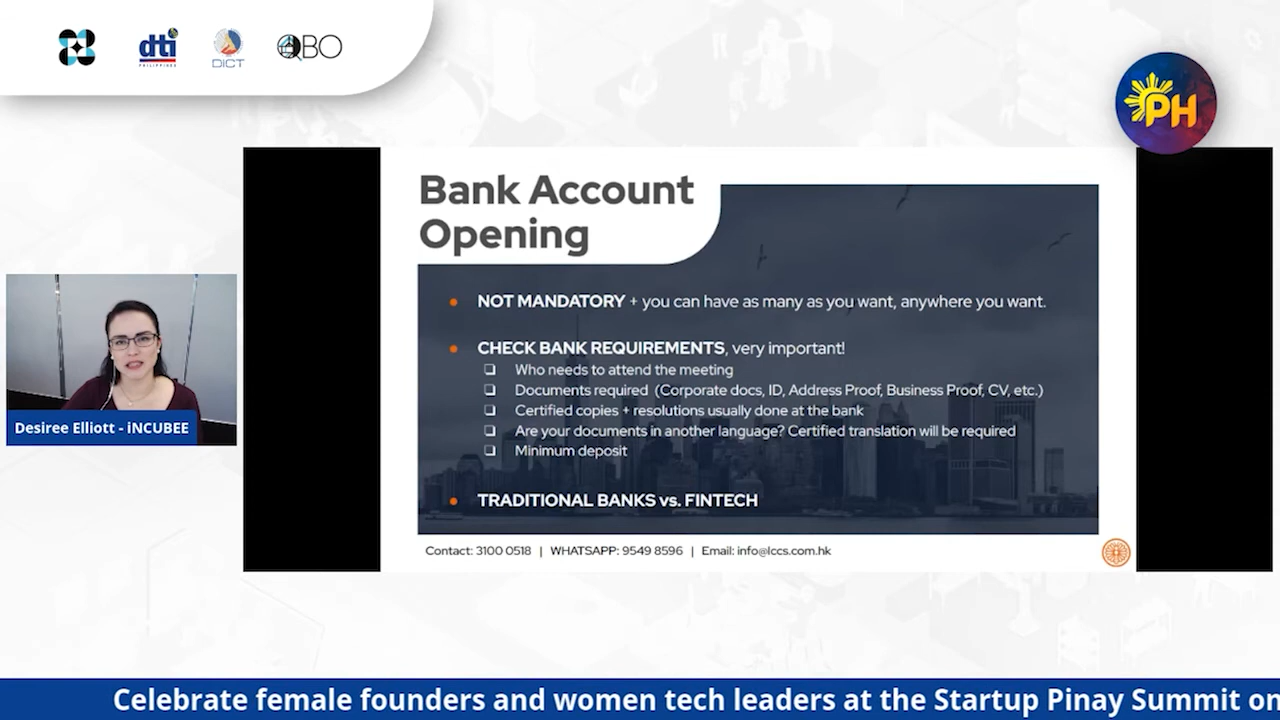 dti
PHILIPPINES
DICT
QBO
PH
Bank Account
Opening
NOT MANDATORY + you can have as many as you want, anywhere you want.
CHECK BANK REQUIREMENTS, very important!
Who needs to attend the meeting
Documents required (Corporate docs, ID, Address Proof, Business Proof, CV, etc.)
Certified copies + resolutions usually done at the bank
Are your documents in another language? Certified translation will be required
Minimum deposit
TRADITIONAL BANKS vs. FINTECH
Contact: 3100 0518 | WHATSAPP: 9549 8596 | Email: info@lccs.com.hk
Desiree Elliott - iNCUBEE
Celebrate female founders and women tech leaders at the Startup Pinay Summit on